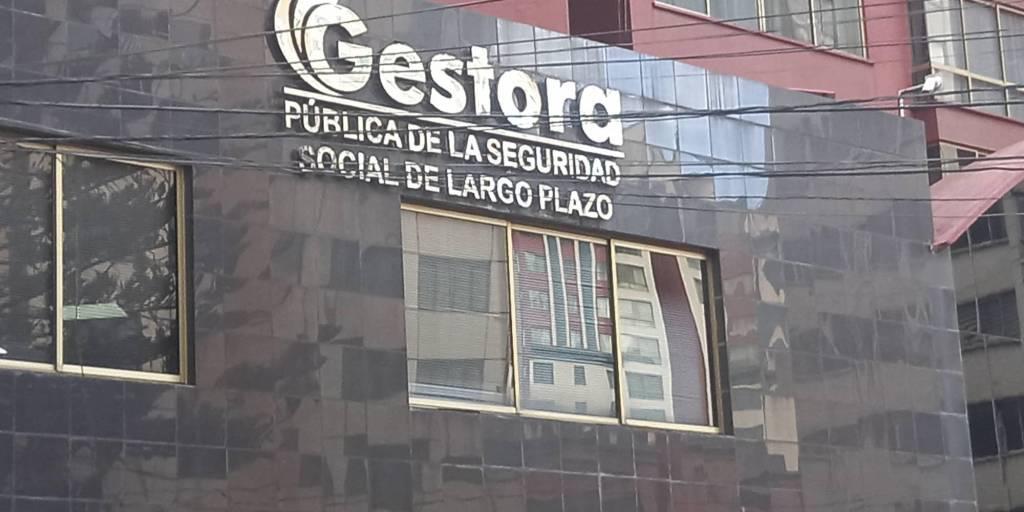 Gestora
PÚBLICA DE LA SEGURIDAD
SOCIAL DE LARGO PLAZO